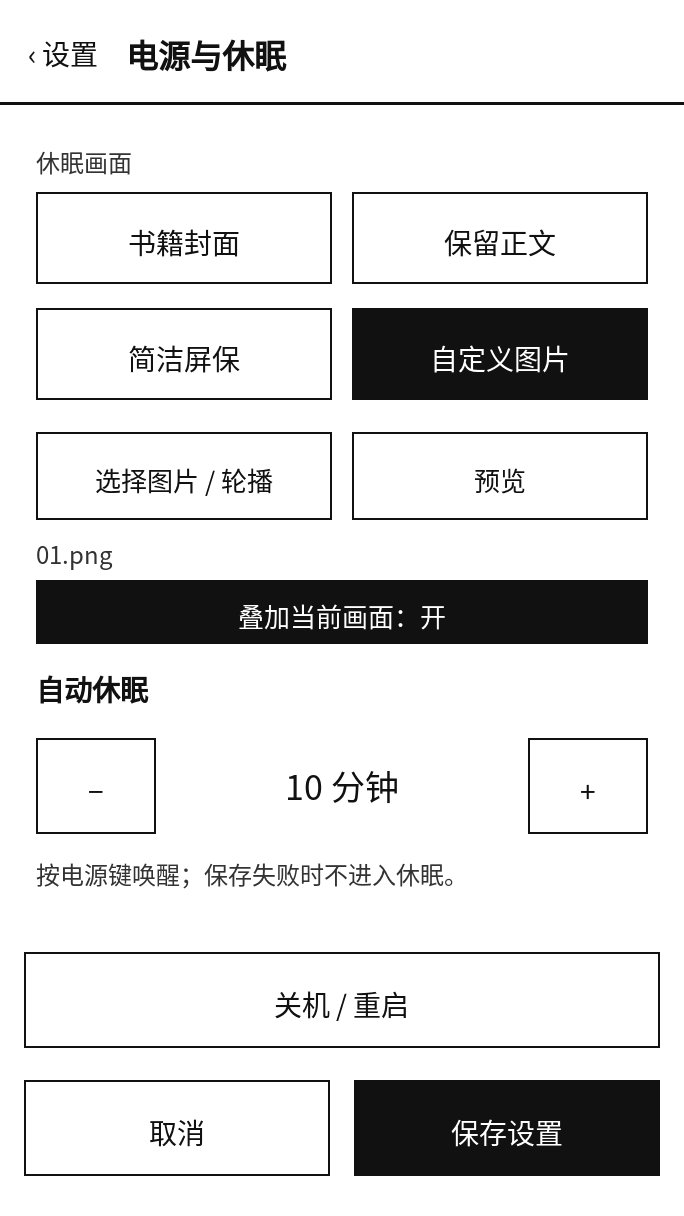 ‹ 设置 电源与休眠
休眠画面
书籍封面 保留正文
简洁屏保 自定义图片
选择图片 / 轮播 预览
01.png
叠加当前画面：开
自动休眠
− 10 分钟 +
按电源键唤醒；保存失败时不进入休眠。
关机 / 重启
取消 保存设置